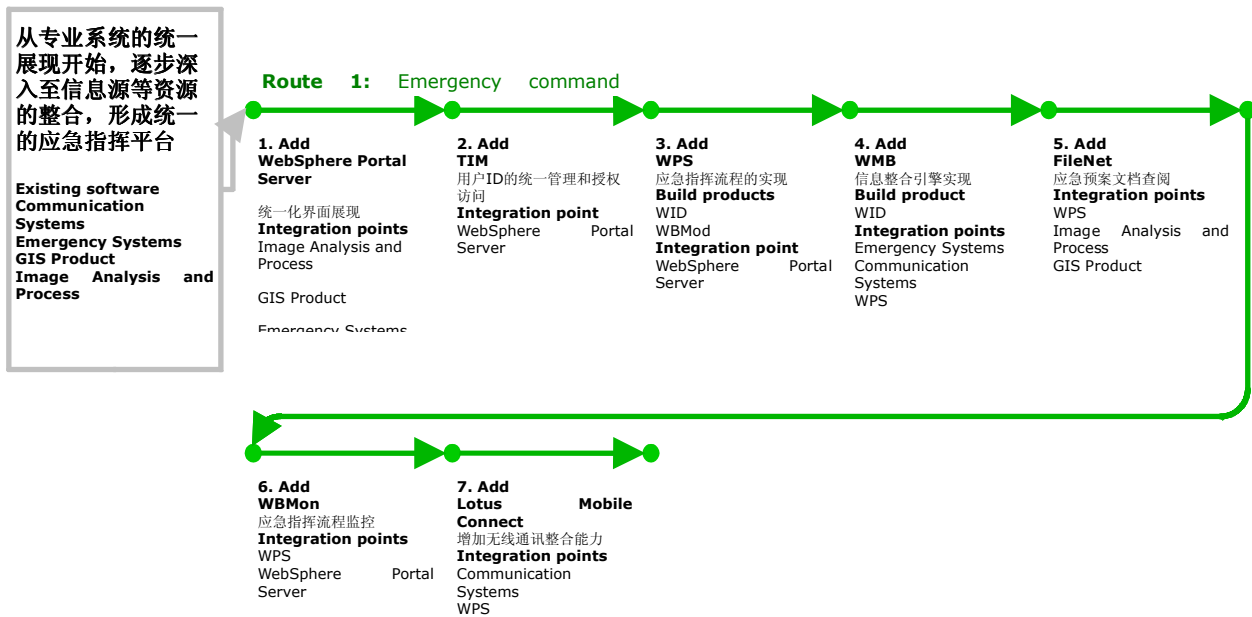 从专业系统的统一
展现开始，逐步深
入至信息源等资源
的整合，形成统一
的应急指挥平台
Existing software
Communication
Systems
Emergency Systems
GIS Product
Image Analysis and
Process
Route 1: Emergency command
1. Add
WebSphere Portal
Server
统一化界面展现
Integration points
Image Analysis and
Process
GIS Product
Emergency Systems
2. Add
TIM
用户ID的统一管理和授权
访问
Integration point
WebSphere Portal
Server
3. Add
WPS
应急指挥流程的实现
Build products
WID
WBMod
Integration point
WebSphere Portal
Server
4. Add
WMB
信息整合引擎实现
Build product
WID
Integration points
Emergency Systems
Communication
Systems
WPS
5. Add
FileNet
应急预案文档查阅
Integration points
WPS
Image Analysis and
Process
GIS Product
6. Add
WBMon
应急指挥流程监控
Integration points
WPS
WebSphere Portal
Server
7. Add
Lotus Mobile
Connect
增加无线通讯整合能力
Integration points
Communication
Systems
WPS